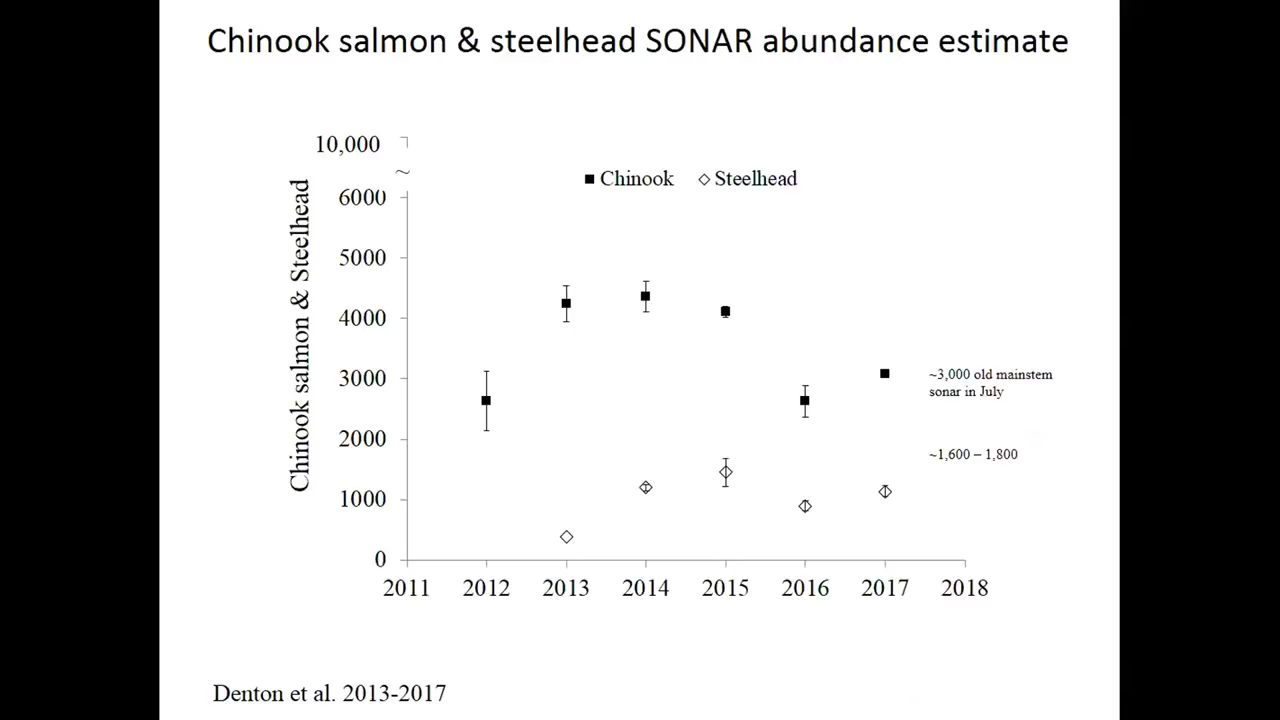 Chinook salmon & steelhead SONAR abundance estimate
10,000
~
Chinook Steelhead
6000
5000
4000
3000
2000
1000
0
Chinook salmon & Steelhead
~3,000 old mainstem
sonar in July
~1,600 – 1,800
2011 2012 2013 2014 2015 2016 2017 2018
Denton et al. 2013-2017